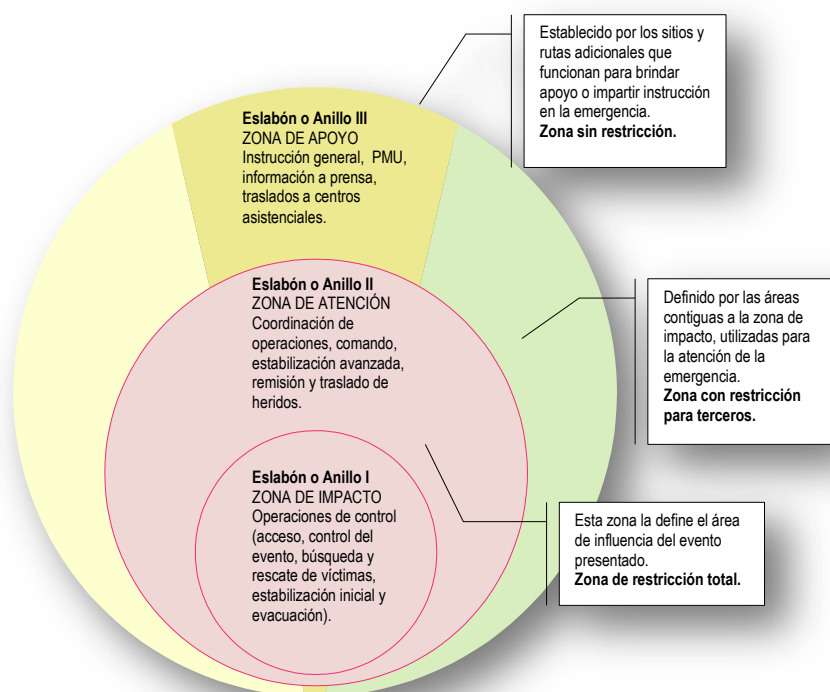 Establecido por los sitios y
rutas adicionales que
funcionan para brindar
apoyo o impartir instrucción
en la emergencia.
Zona sin restricción.
Eslabón o Anillo III
ZONA DE APOYO
Instrucción general, PMU,
información a prensa,
traslados a centros
asistenciales.
Eslabón o Anillo II
ZONA DE ATENCIÓN
Coordinación de
operaciones, comando,
estabilización avanzada,
remisión y traslado de
heridos.
Definido por las áreas
contiguas a la zona de
impacto, utilizadas para
la atención de la
emergencia.
Zona con restricción
para terceros.
Eslabón o Anillo I
ZONA DE IMPACTO
Operaciones de control
(acceso, control del
evento, búsqueda y
rescate de víctimas,
estabilización inicial y
evacuación).
Esta zona la define el área
de influencia del evento
presentado.
Zona de restricción total.